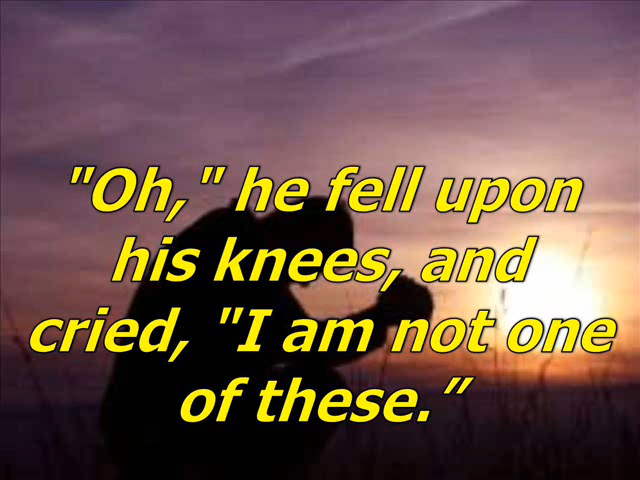 "Oh," he fell upon
his knees, and
cried, "I am not one
of these.”